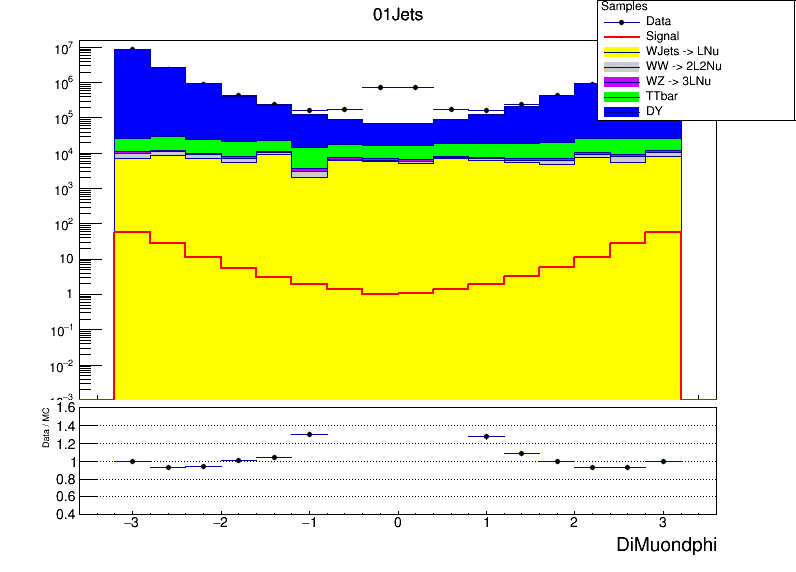 01Jets
Samples
Data
Signal
WJets -> LNu
WW -> 2L2Nu
WZ -> 3LNu
TTbar
DY
10⁷
10⁶
10⁵
10⁴
10³
10²
10
1
10⁻¹
10⁻²
Data / MC
1.6
1.4
1.2
1
0.8
0.6
0.4
−3
−2
−1
0
1
2
3
DiMuondphi